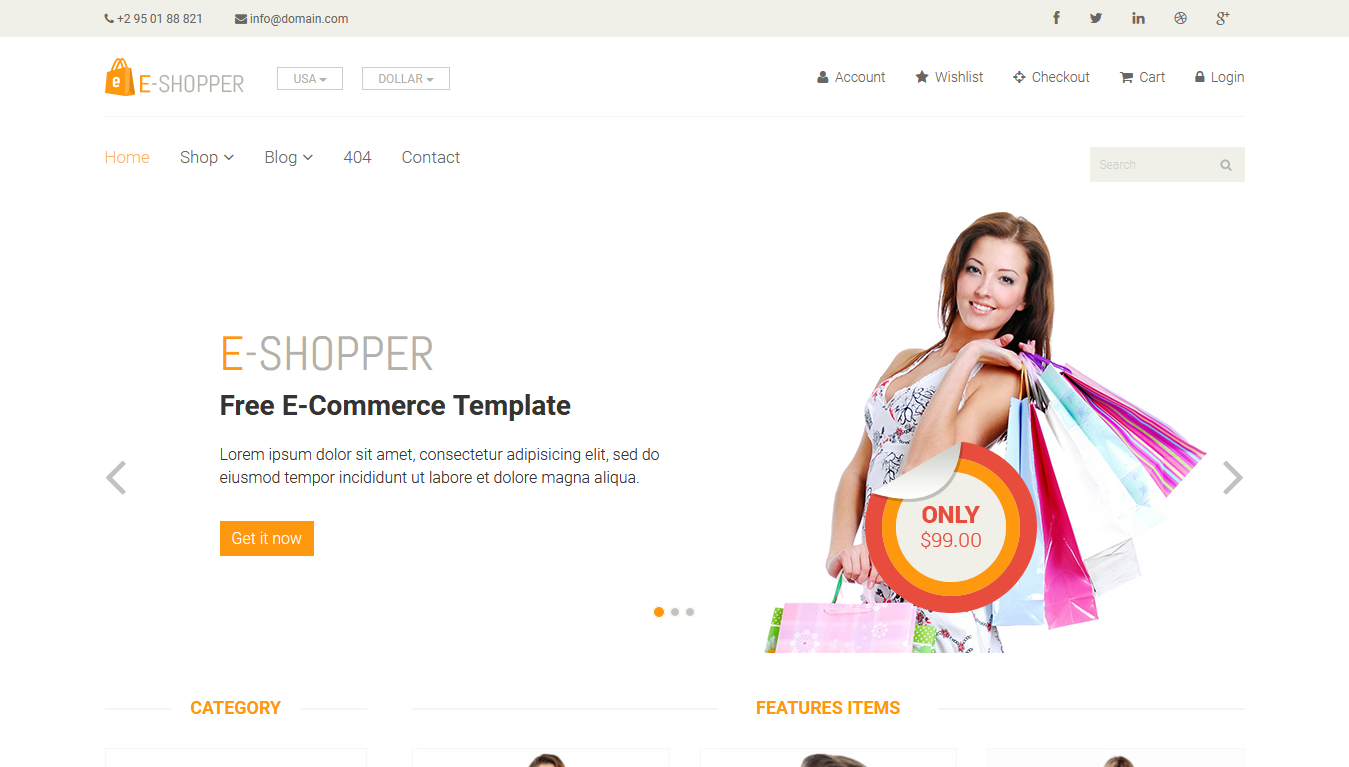 +2 95 01 88 821
info@domain.com
e
E-SHOPPER
USA
DOLLAR
Account
Wishlist
Checkout
Cart
Login
Home
Shop
Blog
404
Contact
Search
E-SHOPPER
Free E-Commerce Template
Lorem ipsum dolor sit amet, consectetur adipisicing elit, sed do
eiusmod tempor incididunt ut labore et dolore magna aliqua.
Get it now
ONLY
$99.00
CATEGORY
FEATURES ITEMS